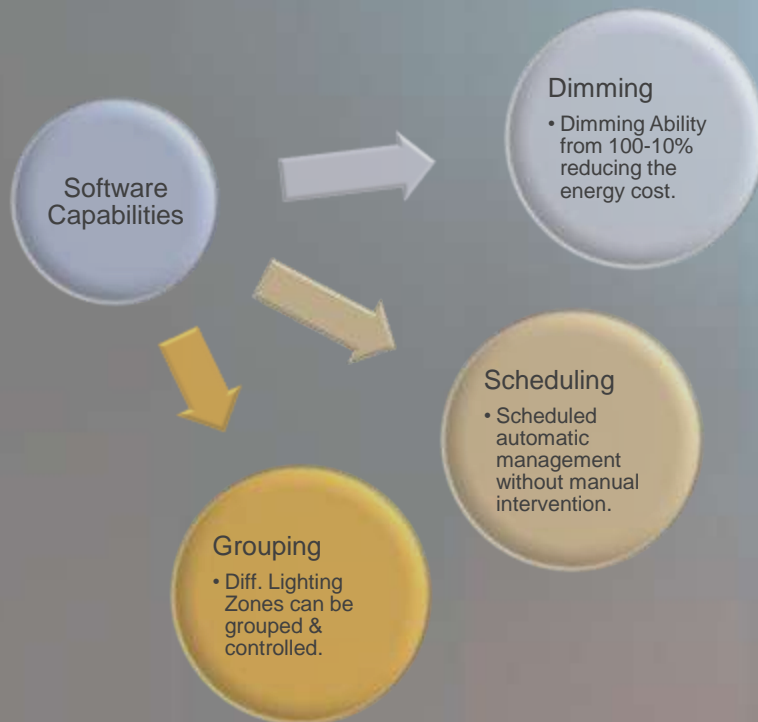 Software
Capabilities
Dimming
• Dimming Ability
from 100-10%
reducing the
energy cost.
Scheduling
• Scheduled
automatic
management
without manual
intervention.
Grouping
• Diff. Lighting
Zones can be
grouped &
controlled.